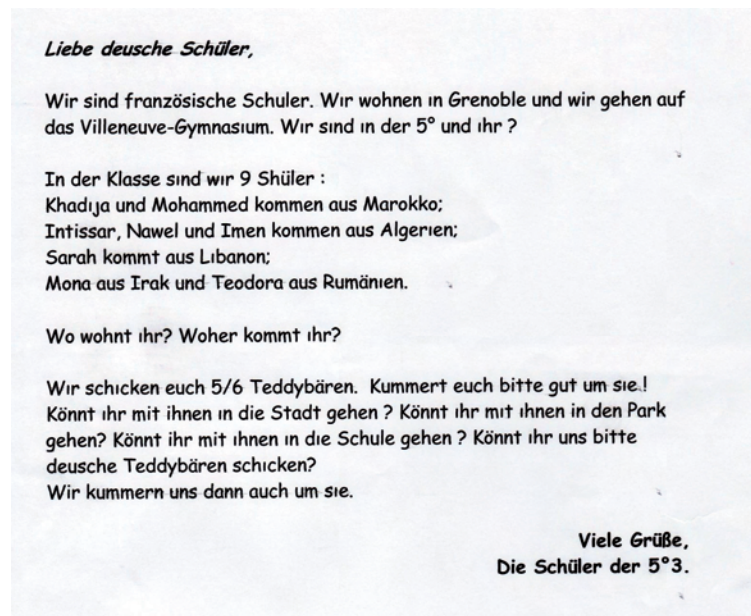 Liebe deusche Schüler,
Wir sind französische Schuler. Wir wohnen in Grenoble und wir gehen auf
das Villeneuve-Gymnasium. Wir sind in der 5° und ihr ?
In der Klasse sind wir 9 Shüler :
Khadija und Mohammed kommen aus Marokko;
Intissar, Nawel und Imen kommen aus Algerien;
Sarah kommt aus Libanon;
Mona aus Irak und Teodora aus Rumänien.
Wo wohnt ihr? Woher kommt ihr?
Wir schicken euch 5/6 Teddybären. Kummert euch bitte gut um sie!
Könnt ihr mit ihnen in die Stadt gehen ? Könnt ihr mit ihnen in den Park
gehen? Könnt ihr mit ihnen in die Schule gehen ? Könnt ihr uns bitte
deusche Teddybären schicken?
Wir kummern uns dann auch um sie.
Viele Grüße,
Die Schüler der 5°3.